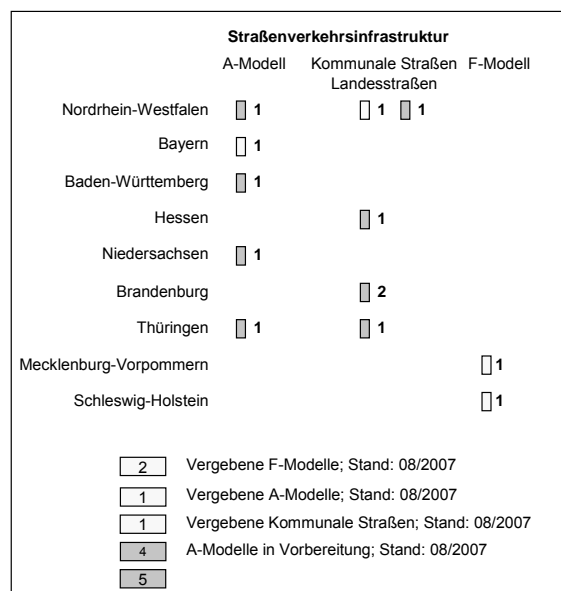 Straßenverkehrsinfrastruktur
A-Modell Kommunale Straßen F-Modell
Landesstraßen
Nordrhein-Westfalen 1 1 1
Bayern 1
Baden-Württemberg 1
Hessen 1
Niedersachsen 1
Brandenburg 2
Thüringen 1 1
Mecklenburg-Vorpommern 1
Schleswig-Holstein 1
2 Vergebene F-Modelle; Stand: 08/2007
1 Vergebene A-Modelle; Stand: 08/2007
1 Vergebene Kommunale Straßen; Stand: 08/2007
4 A-Modelle in Vorbereitung; Stand: 08/2007
5